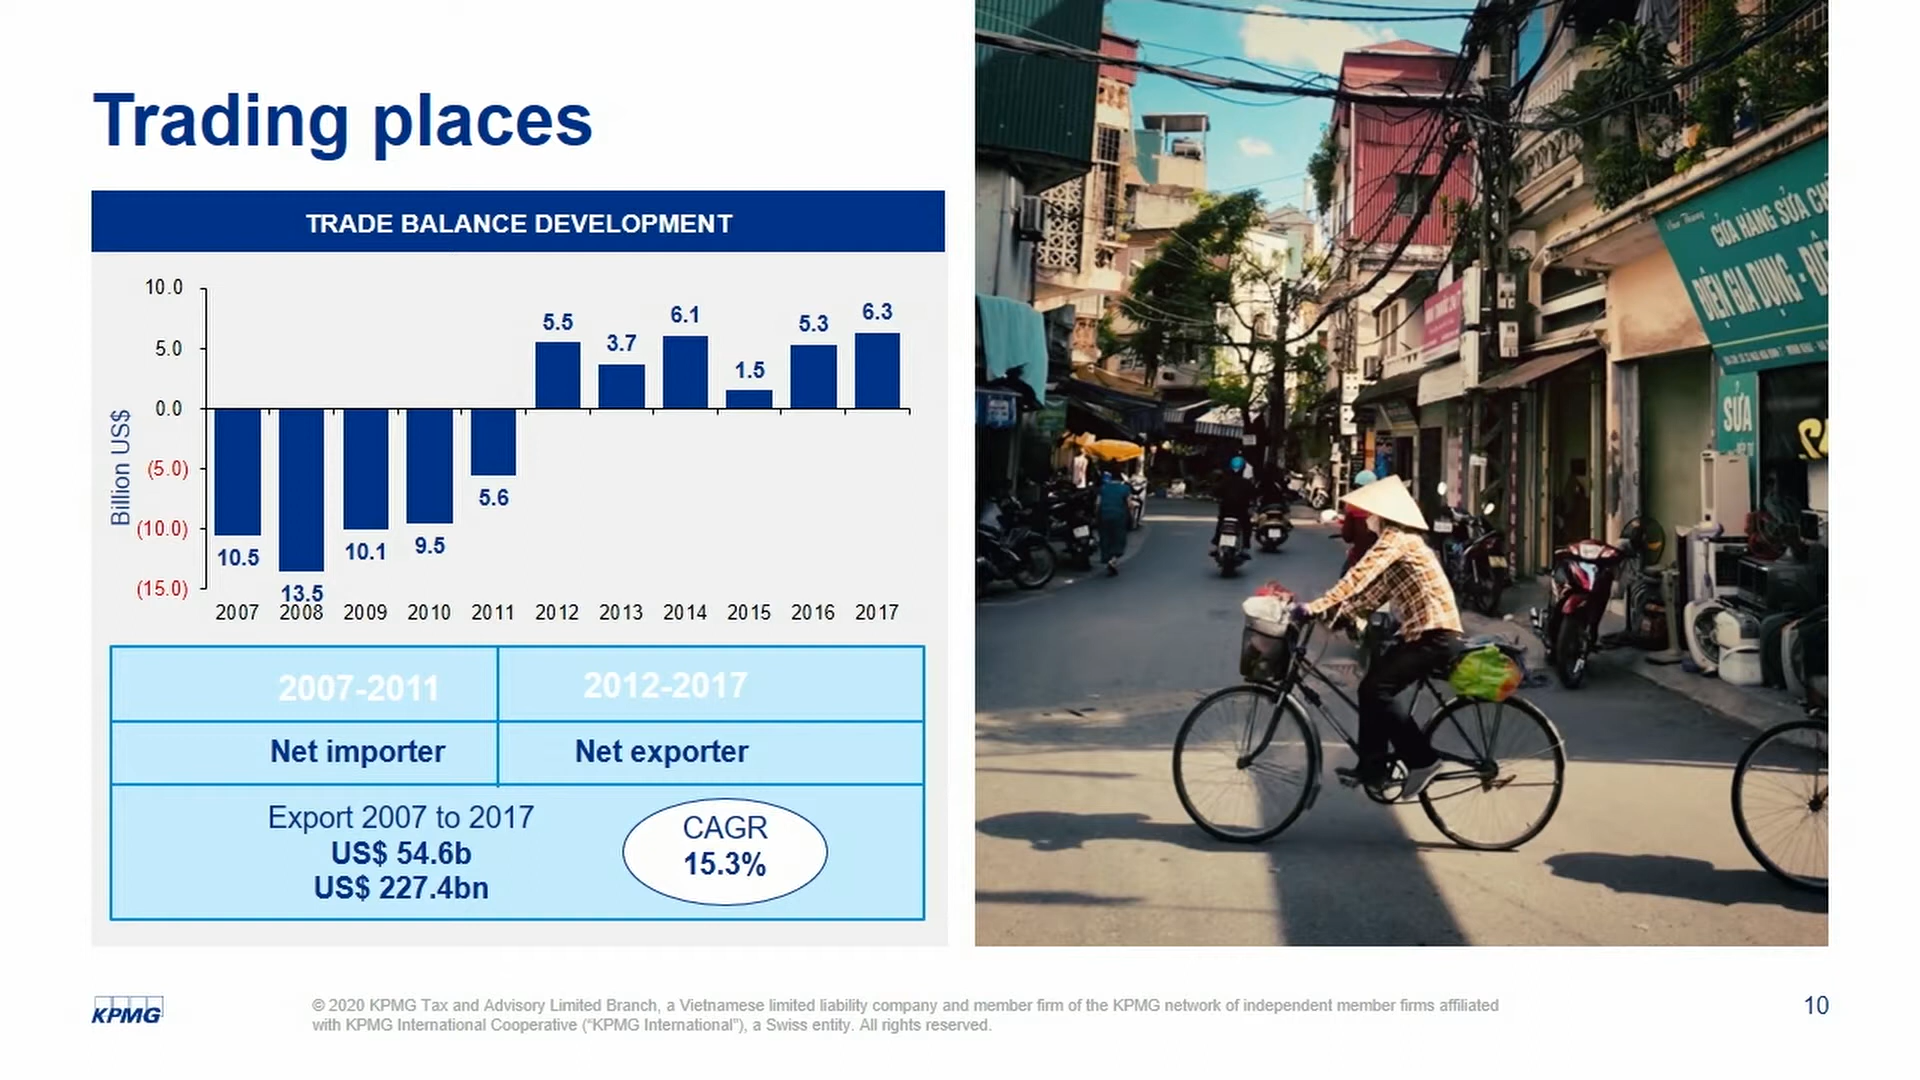 Trading places
TRADE BALANCE DEVELOPMENT
Billion US$
10.0
5.0
0.0
(5.0)
(10.0)
(15.0)
10.5
13.5
10.1
9.5
5.6
5.5
3.7
6.1
1.5
5.3
6.3
2007 2008 2009 2010 2011 2012 2013 2014 2015 2016 2017
2007-2011 2012-2017
Net importer Net exporter
Export 2007 to 2017
US$ 54.6b
US$ 227.4bn
CAGR
15.3%
CỬA HÀNG SỬA
ĐIỆN GIA DỤNG
SỬA
KPMG
© 2020 KPMG Tax and Advisory Limited Branch, a Vietnamese limited liability company and member firm of the KPMG network of independent member firms affiliated
with KPMG International Cooperative (“KPMG International”), a Swiss entity. All rights reserved.
10